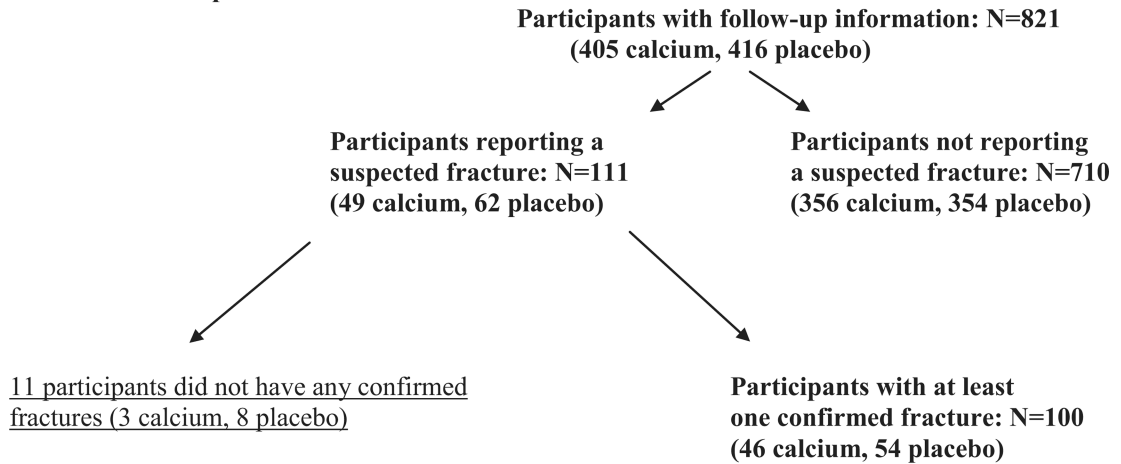 Participants with follow-up information: N=821
(405 calcium, 416 placebo)
Participants reporting a
suspected fracture: N=111
(49 calcium, 62 placebo)
Participants not reporting
a suspected fracture: N=710
(356 calcium, 354 placebo)
11 participants did not have any confirmed
fractures (3 calcium, 8 placebo)
Participants with at least
one confirmed fracture: N=100
(46 calcium, 54 placebo)